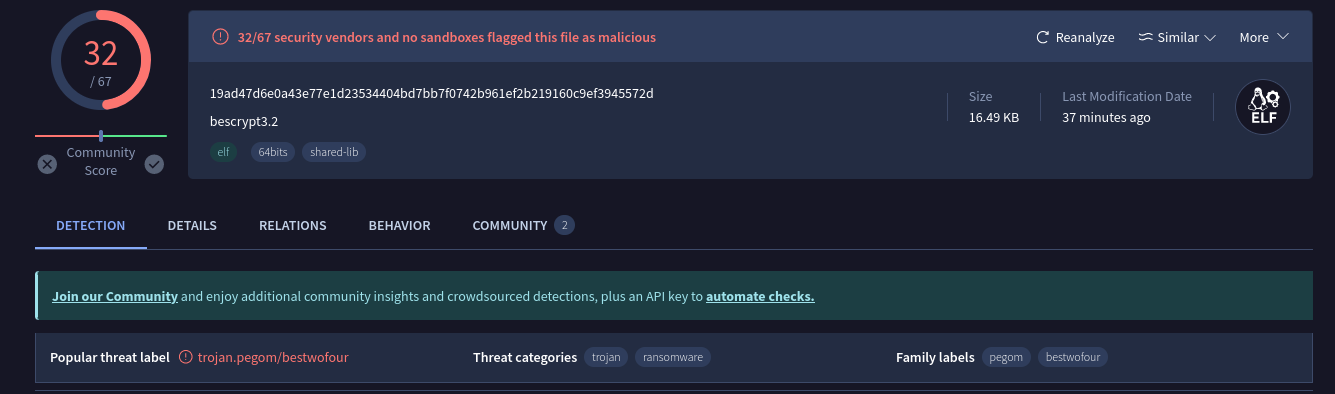 32
/ 67
Community
Score
32/67 security vendors and no sandboxes flagged this file as malicious
Reanalyze
Similar
More
19ad47d6e0a43e77e1d23534404bd7bb7f0742b961ef2b219160c9ef3945572d
bescrypt3.2
elf
64bits
shared-lib
Size
16.49 KB
Last Modification Date
37 minutes ago
ELF
DETECTION
DETAILS
RELATIONS
BEHAVIOR
COMMUNITY 2
Join our Community and enjoy additional community insights and crowdsourced detections, plus an API key to automate checks.
Popular threat label trojan.pegom/bestwofour
Threat categories trojan ransomware
Family labels pegom bestwofour